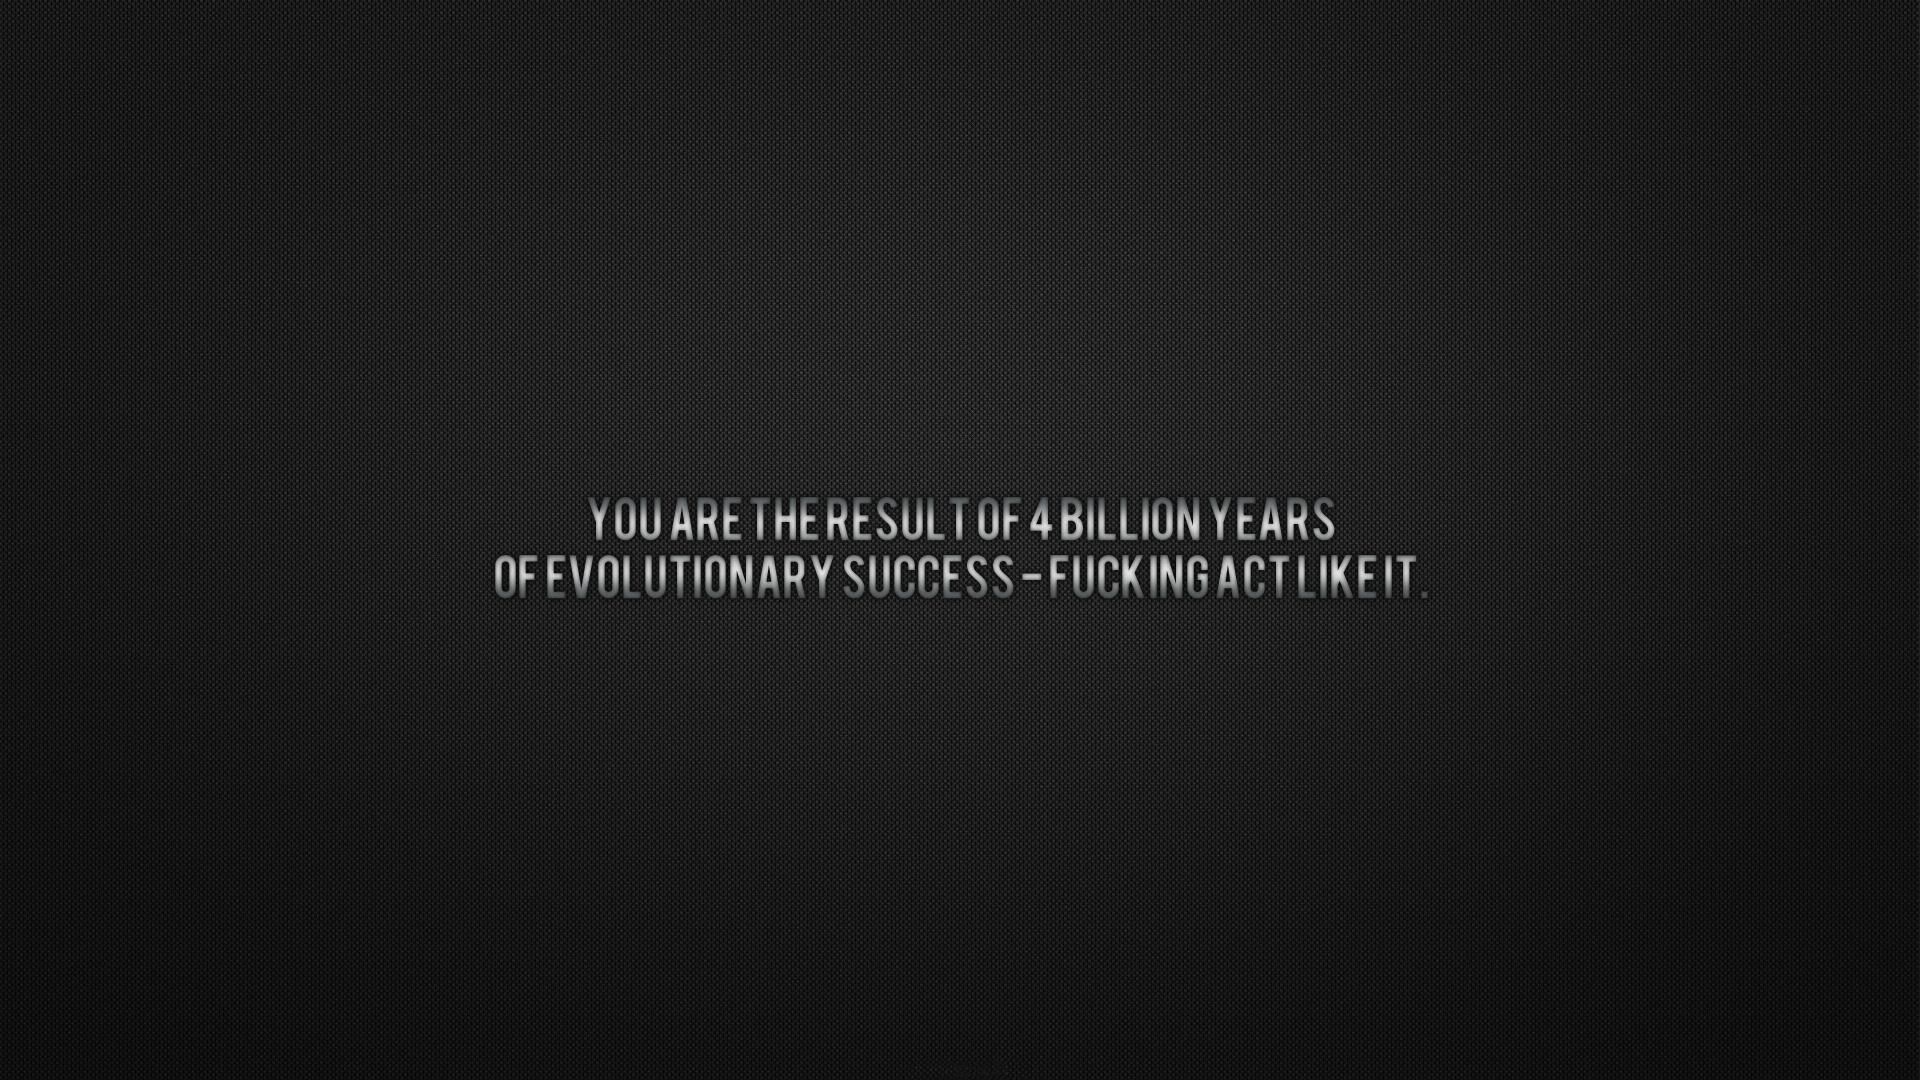 YOU ARE THE RESULT OF 4 BILLION YEARS
OF EVOLUTIONARY SUCCESS – FUCKING ACT LIKE IT.